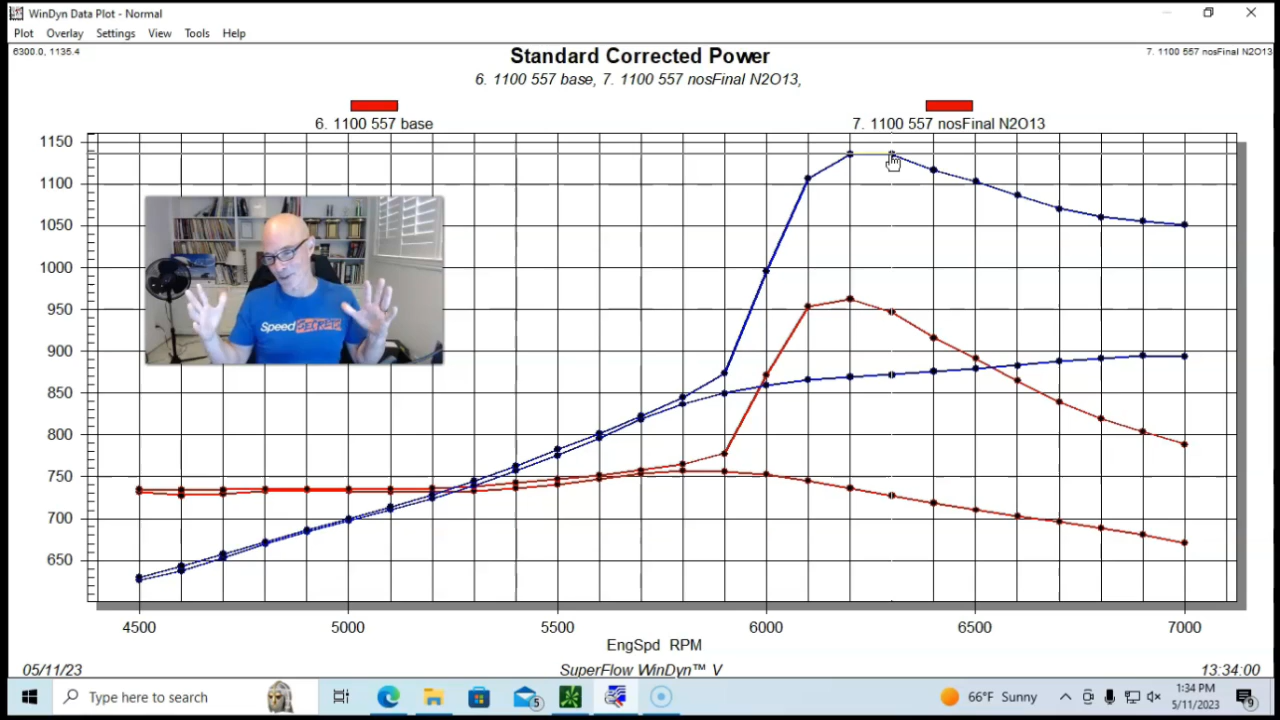 WinDyn Data Plot - Normal
Plot Overlay Settings View Tools Help
6300.0, 1135.4
7. 1100 557 nosFinal N2O13
Standard Corrected Power
6. 1100 557 base, 7. 1100 557 nosFinal N2O13,
6. 1100 557 base
7. 1100 557 nosFinal N2O13
1150
1100
1050
1000
950
900
850
800
750
700
650
Speed
4500 5000 5500 6000 6500 7000
EngSpd RPM
05/11/23
SuperFlow WinDyn™ V
13:34:00
Type here to search
5
66°F Sunny
1:34 PM
5/11/2023
9